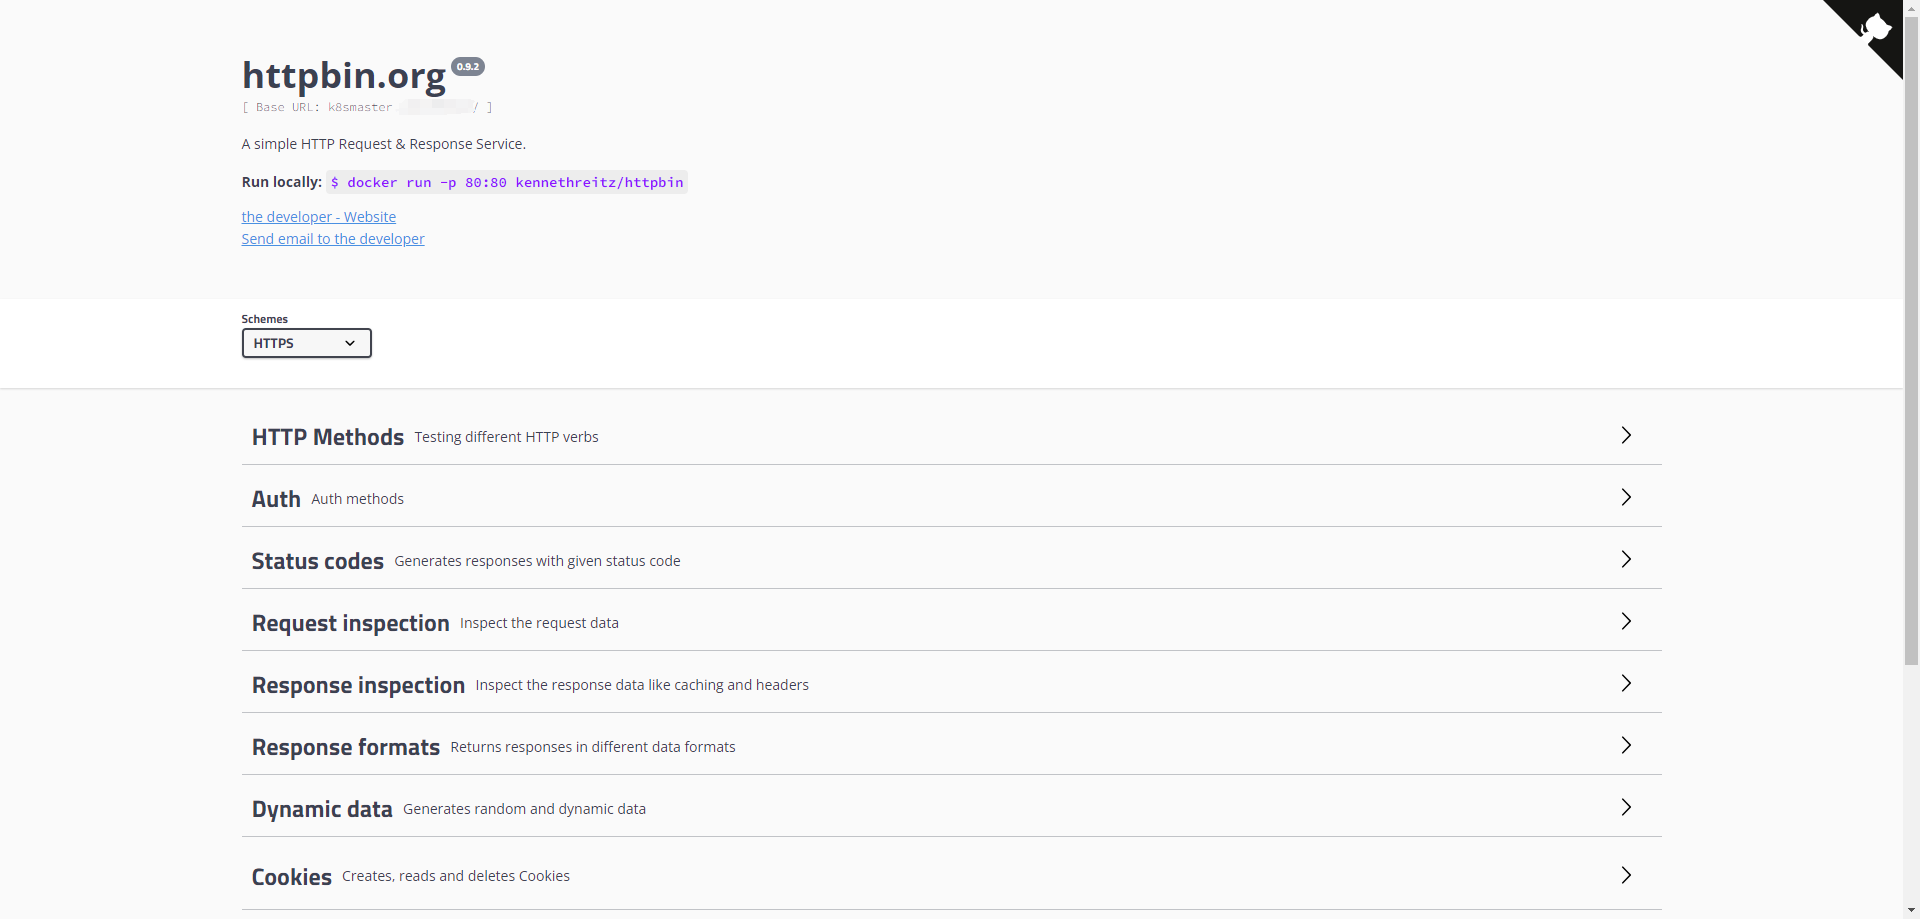 httpbin.org 0.9.2
[ Base URL: k8smaster / ]
A simple HTTP Request & Response Service.
Run locally: $ docker run -p 80:80 kennethreitz/httpbin
the developer - Website
Send email to the developer
Schemes
HTTPS
HTTP Methods Testing different HTTP verbs
Auth Auth methods
Status codes Generates responses with given status code
Request inspection Inspect the request data
Response inspection Inspect the response data like caching and headers
Response formats Returns responses in different data formats
Dynamic data Generates random and dynamic data
Cookies Creates, reads and deletes Cookies